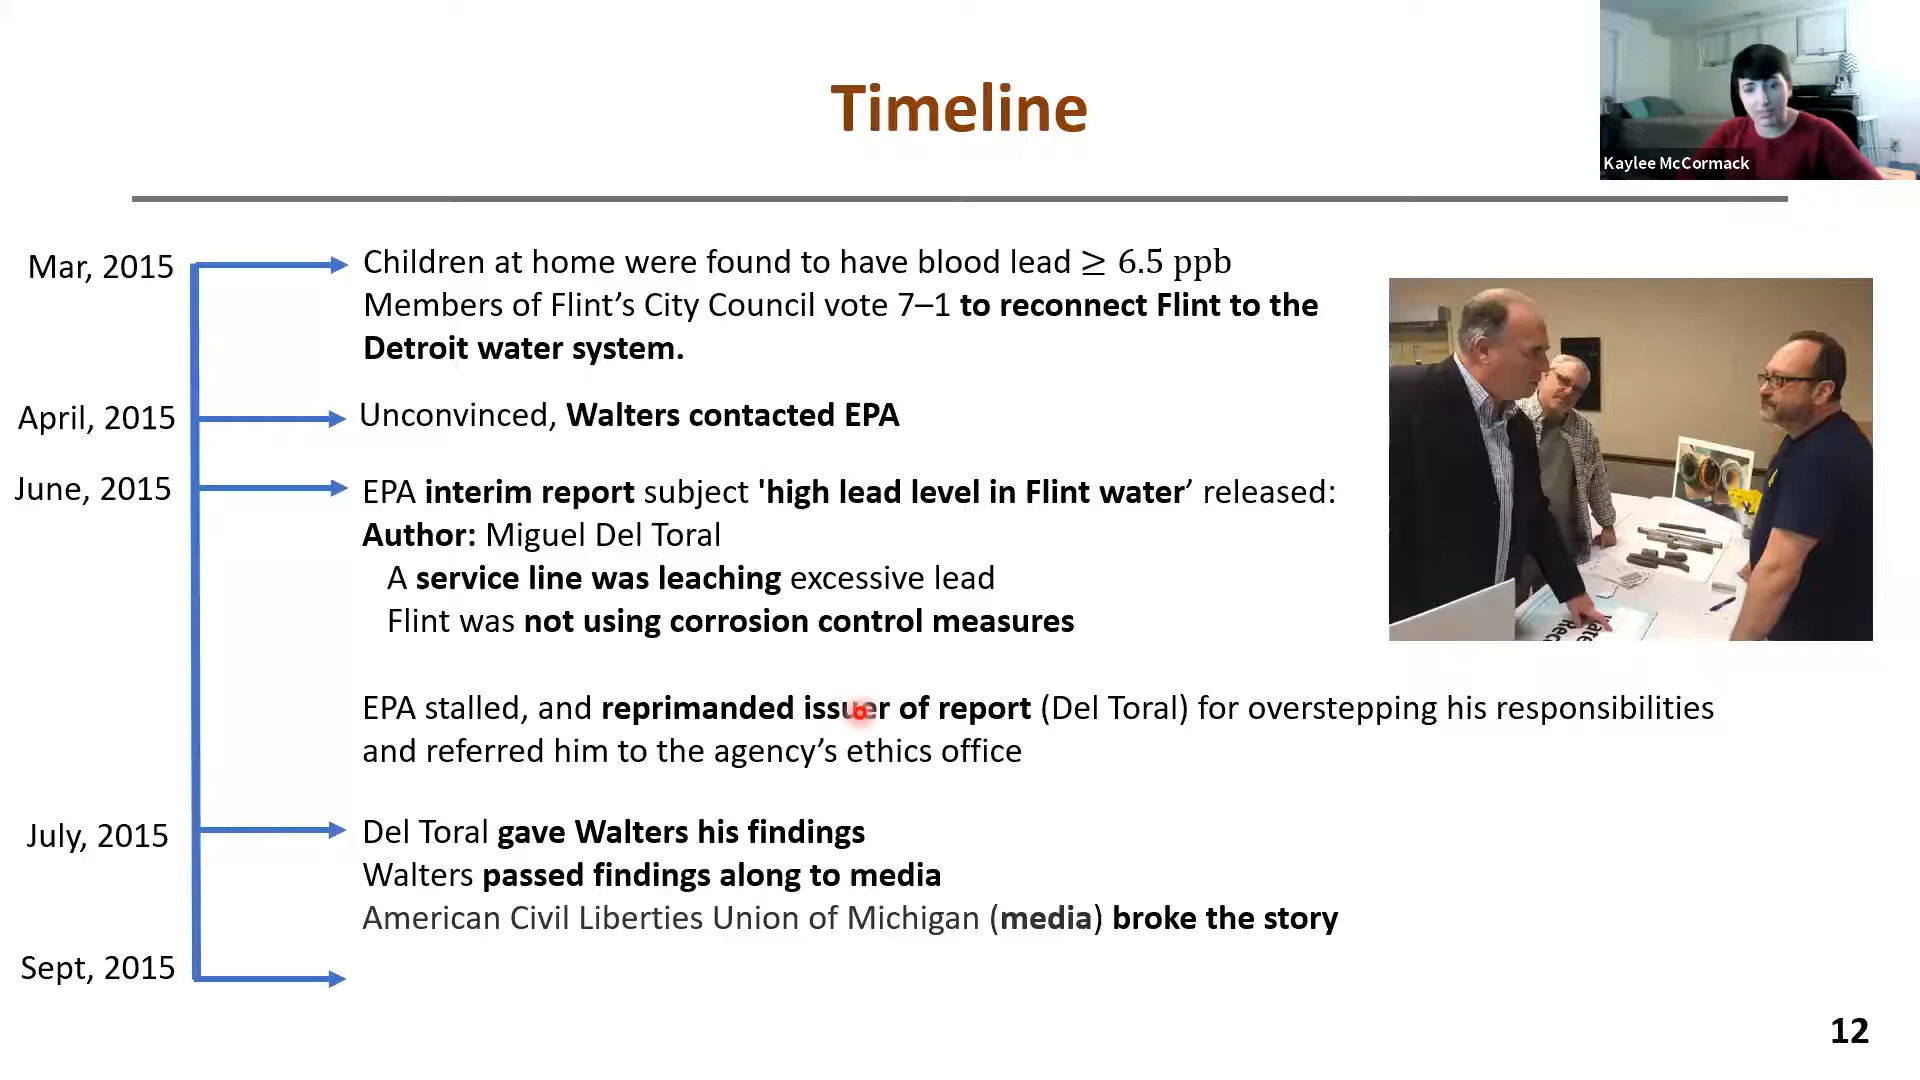 Timeline
Kaylee McCormack
Mar, 2015
Children at home were found to have blood lead ≥ 6.5 ppb
Members of Flint’s City Council vote 7–1 to reconnect Flint to the
Detroit water system.
April, 2015
Unconvinced, Walters contacted EPA
June, 2015
EPA interim report subject 'high lead level in Flint water’ released:
Author: Miguel Del Toral
A service line was leaching excessive lead
Flint was not using corrosion control measures
EPA stalled, and reprimanded issuer of report (Del Toral) for overstepping his responsibilities
and referred him to the agency’s ethics office
July, 2015
Del Toral gave Walters his findings
Walters passed findings along to media
American Civil Liberties Union of Michigan (media) broke the story
Sept, 2015
12